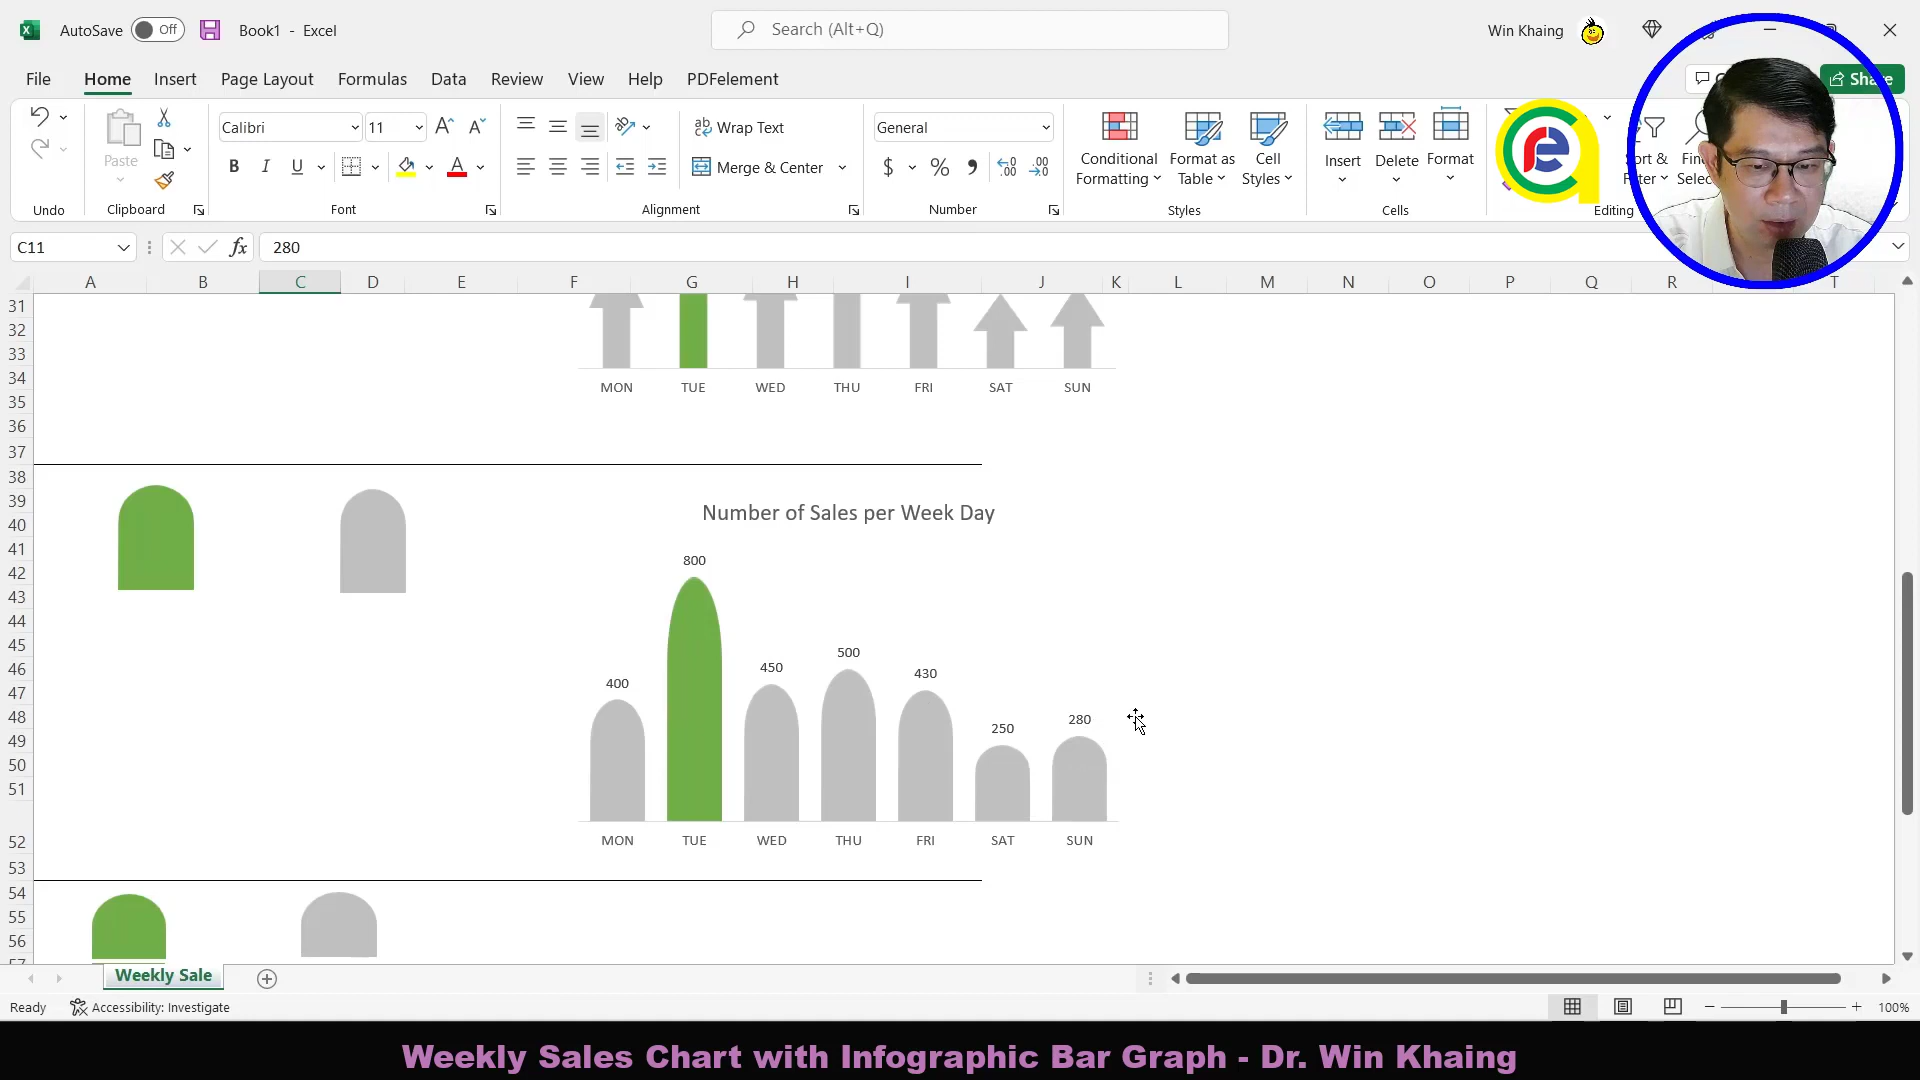 AutoSave Off Book1 - Excel Search (Alt+Q) Win Khaing
File Home Insert Page Layout Formulas Data Review View Help PDFelement Share
Calibri 11 Wrap Text General
Paste B I U A Merge & Center $ % Conditional Formatting Format as Table Cell Styles Insert Delete Format Sort &
Undo Clipboard Font Alignment Number Styles Cells Editing
C11 fx 280
A B C D E F G H I J K L M N O P Q R T
31
32
33
34
MON TUE WED THU FRI SAT SUN
35
36
37
38
39
Number of Sales per Week Day
40
41
800
42
43
44
45
500
46
450
430
47
400
48
280
250
49
50
51
52
MON TUE WED THU FRI SAT SUN
53
54
55
56
Weekly Sale
Ready Accessibility: Investigate 100%
Weekly Sales Chart with Infographic Bar Graph - Dr. Win Khaing